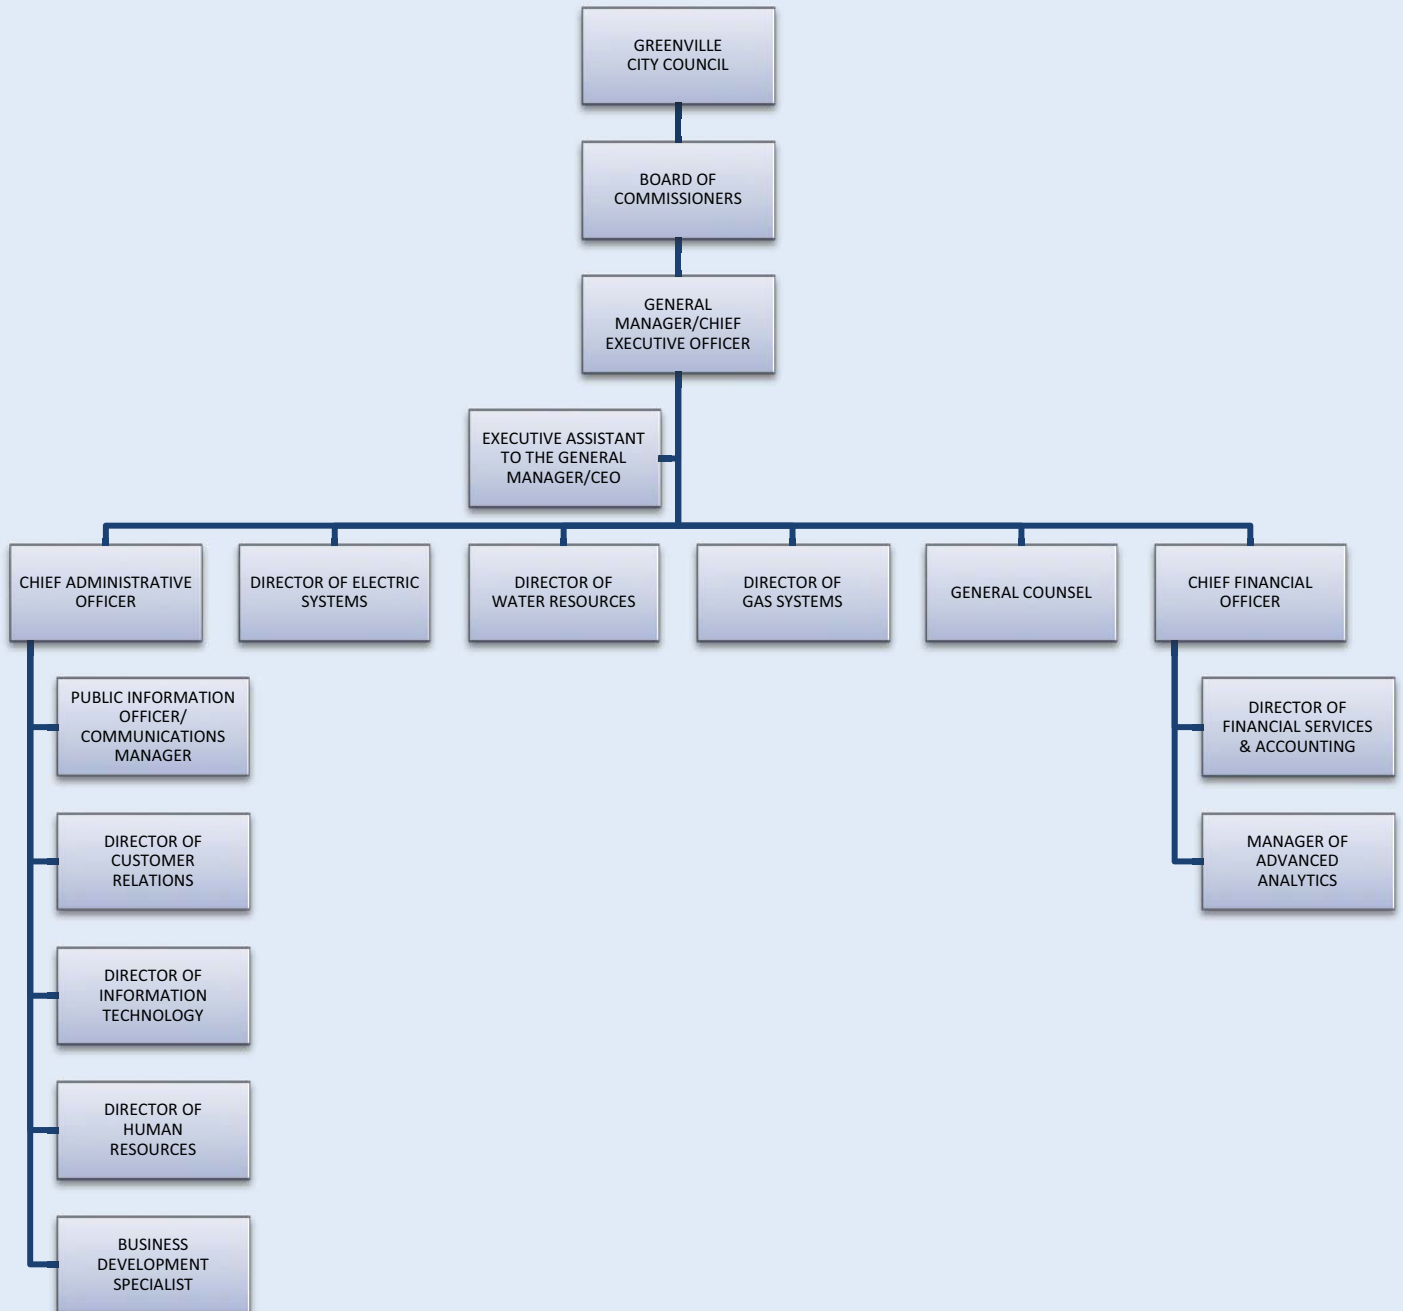 GREENVILLE
CITY COUNCIL
BOARD OF
COMMISSIONERS
GENERAL
MANAGER/CHIEF
EXECUTIVE OFFICER
EXECUTIVE ASSISTANT
TO THE GENERAL
MANAGER/CEO
CHIEF ADMINISTRATIVE
OFFICER
DIRECTOR OF ELECTRIC
SYSTEMS
DIRECTOR OF
WATER RESOURCES
DIRECTOR OF
GAS SYSTEMS
GENERAL COUNSEL
CHIEF FINANCIAL
OFFICER
PUBLIC INFORMATION
OFFICER/
COMMUNICATIONS
MANAGER
DIRECTOR OF
CUSTOMER
RELATIONS
DIRECTOR OF
INFORMATION
TECHNOLOGY
DIRECTOR OF
HUMAN
RESOURCES
BUSINESS
DEVELOPMENT
SPECIALIST
DIRECTOR OF
FINANCIAL SERVICES
& ACCOUNTING
MANAGER OF
ADVANCED
ANALYTICS